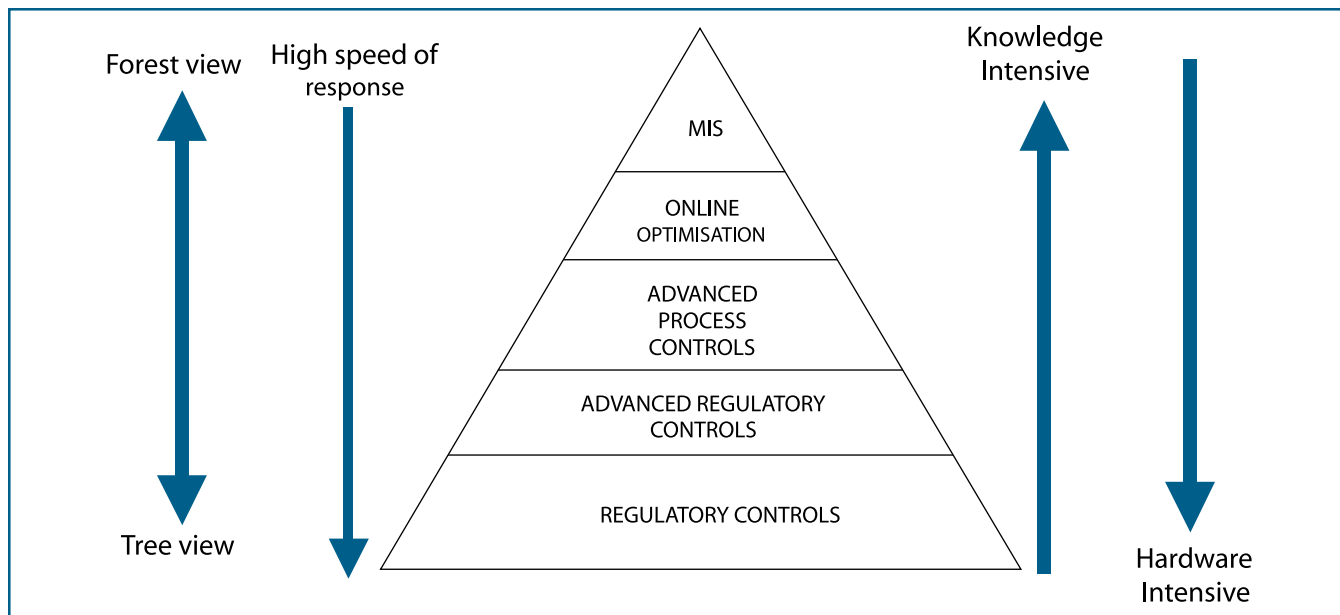 Forest view
High speed of
response
Knowledge
Intensive
MIS
ONLINE
OPTIMISATION
ADVANCED
PROCESS
CONTROLS
ADVANCED REGULATORY
CONTROLS
REGULATORY CONTROLS
Tree view
Hardware
Intensive